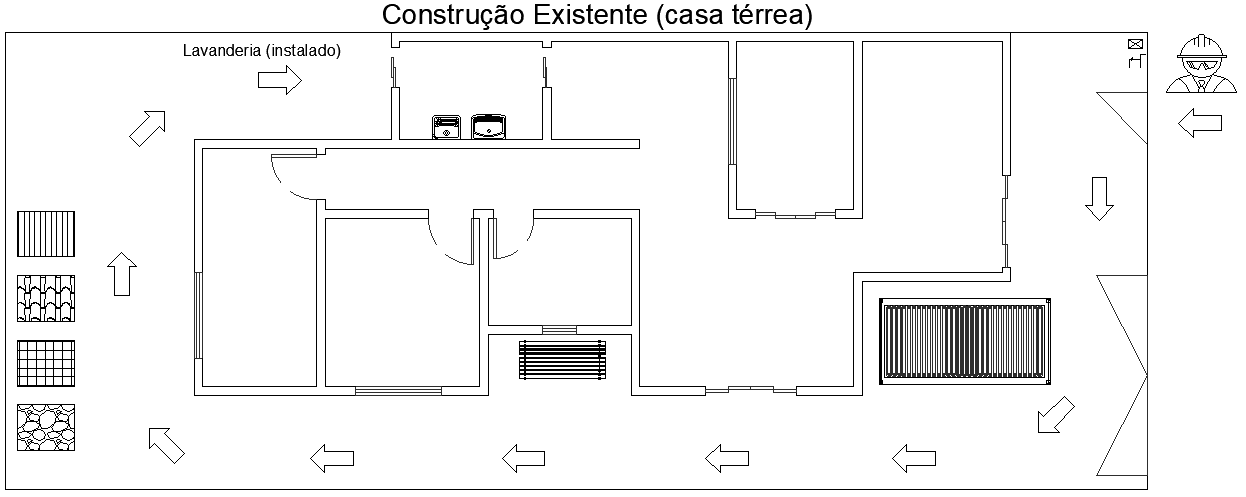 Construção Existente (casa térrea)
Lavanderia (instalado)